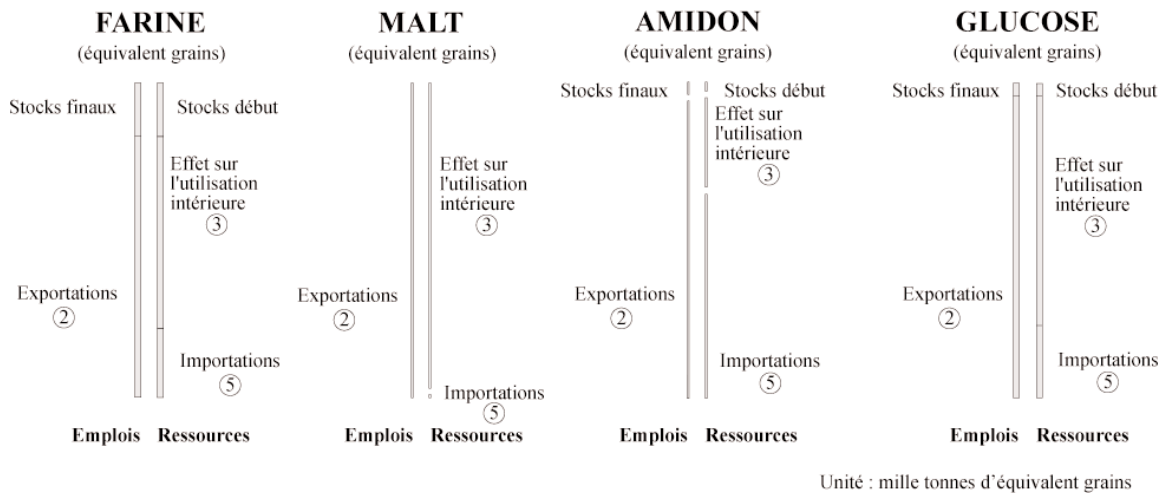 FARINE
(équivalent grains)
Stocks finaux
Stocks début
Effet sur
l'utilisation
intérieure
3
Exportations
2
Importations
5
Emplois Ressources
MALT
(équivalent grains)
Effet sur
l'utilisation
intérieure
3
Exportations
2
Importations
5
Emplois Ressources
AMIDON
(équivalent grains)
Stocks finaux
Stocks début
Effet sur
l'utilisation
intérieure
3
Exportations
2
Importations
5
Emplois Ressources
GLUCOSE
(équivalent grains)
Stocks finaux
Stocks début
Effet sur
l'utilisation
intérieure
3
Exportations
2
Importations
5
Emplois Ressources
Unité : mille tonnes d'équivalent grains